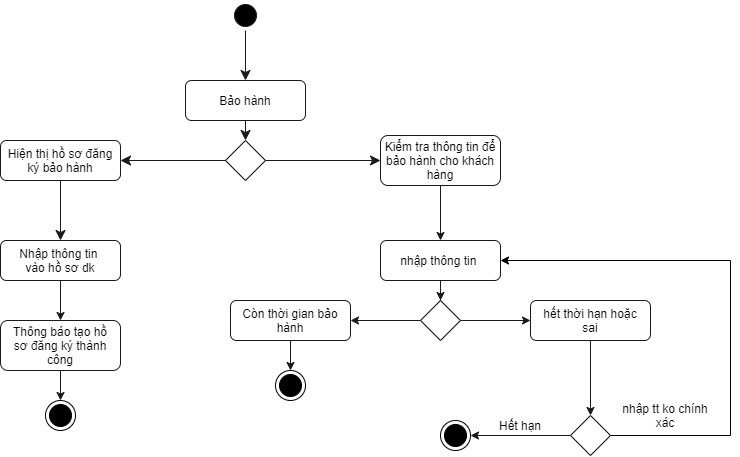 Bảo hành
Hiện thị hồ sơ đăng
ký bảo hành
Kiểm tra thông tin để
bảo hành cho khách
hàng
Nhập thông tin
vào hồ sơ dk
nhập thông tin
Thông báo tạo hồ
sơ đăng ký thành
công
Còn thời gian bảo
hành
hết thời hạn hoặc
sai
nhập tt ko chính
xác
Hết hạn